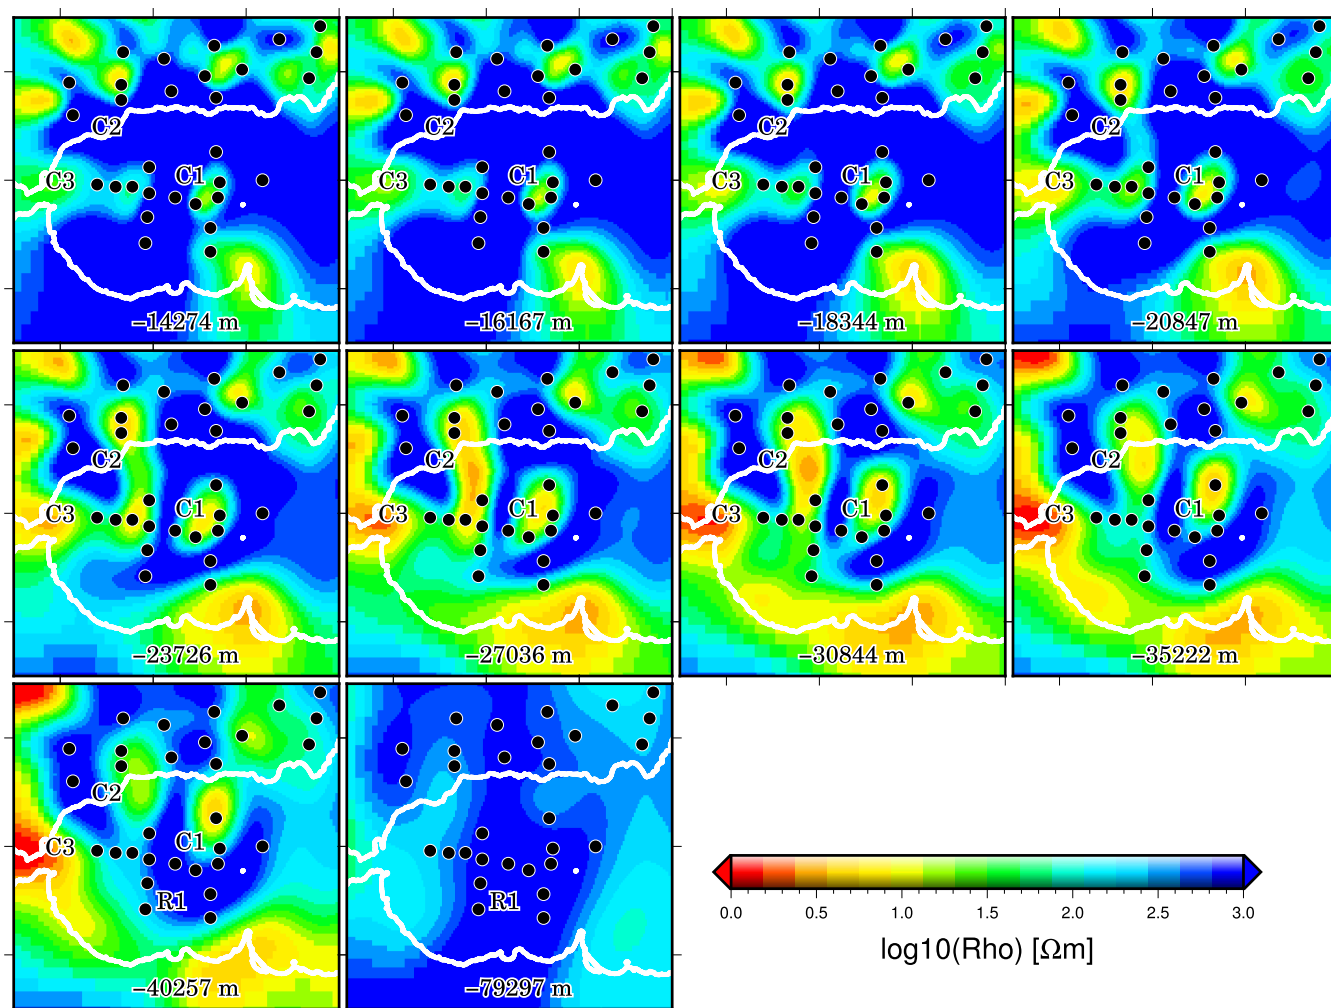 C2
C3
C1
−14274 m
C2
C3
C1
−16167 m
C2
C3
C1
−18344 m
C2
C3
C1
−20847 m
C2
C3
C1
−23726 m
C2
C3
C1
−27036 m
C2
C3
C1
−30844 m
C2
C3
C1
−35222 m
C2
C3
C1
R1
−40257 m
R1
−79297 m
0.0 0.5 1.0 1.5 2.0 2.5 3.0
log10(Rho) [Ωm]